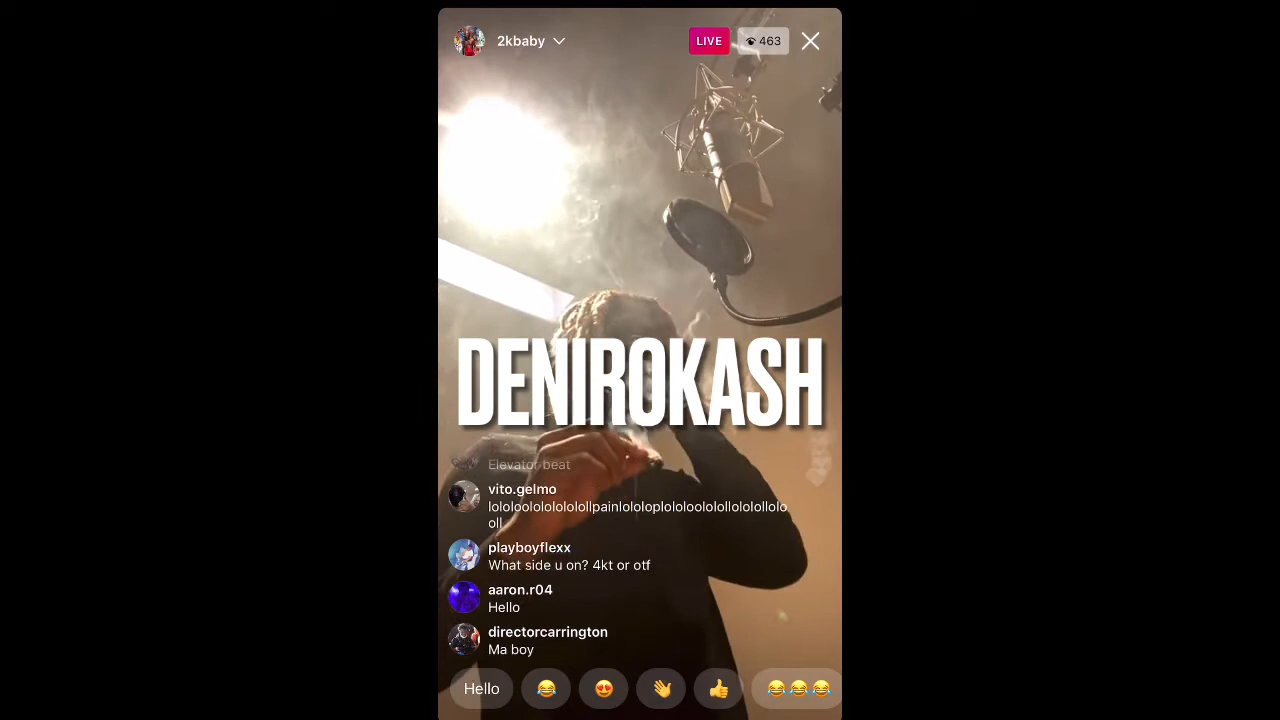 2kbaby
LIVE
463
DENIROKASH
Elevator beat
vito.gelmo
lololoololololololollpainlololoplololoolololloIololollolo
oll
playboyflexx
What side u on? 4kt or otf
aaron.r04
Hello
directorcarrington
Ma boy
Hello 😂 😍 👋 👍 😂😂😂